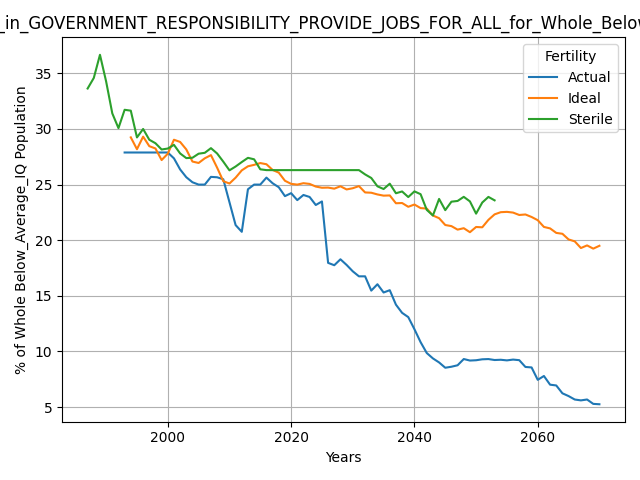 _in_GOVERNMENT_RESPONSIBILITY_PROVIDE_JOBS_FOR_ALL_for_Whole_Below
Fertility
Actual
Ideal
Sterile
% of Whole Below_Average_IQ Population
35
30
25
20
15
10
5
2000 2020 2040 2060
Years